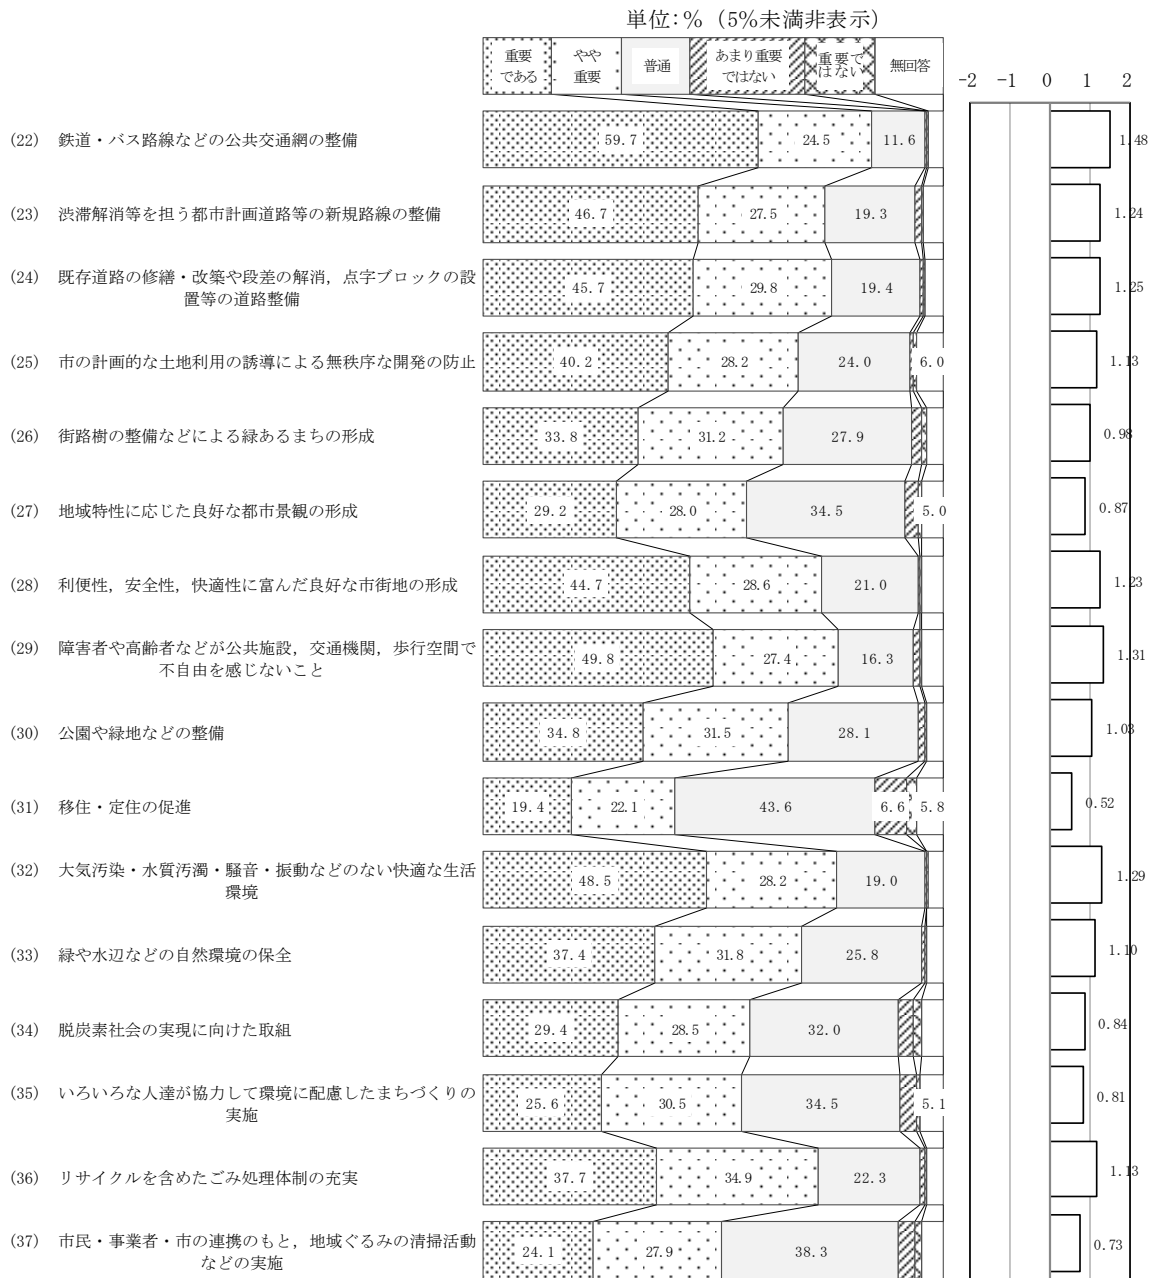 単位:％（5％未満非表示）
重要
である
やや
重要
普通
あまり重要
ではない
重要で
はない
無回答
-2 -1 0 1 2
(22) 鉄道・バス路線などの公共交通網の整備 59.7 24.5 11.6 1.48
(23) 渋滞解消等を担う都市計画道路等の新規路線の整備 46.7 27.5 19.3 1.24
(24) 既存道路の修繕・改築や段差の解消，点字ブロックの設
置等の道路整備 45.7 29.8 19.4 1.25
(25) 市の計画的な土地利用の誘導による無秩序な開発の防止 40.2 28.2 24.0 6.0 1.13
(26) 街路樹の整備などによる緑あるまちの形成 33.8 31.2 27.9 0.98
(27) 地域特性に応じた良好な都市景観の形成 29.2 28.0 34.5 5.0 0.87
(28) 利便性，安全性，快適性に富んだ良好な市街地の形成 44.7 28.6 21.0 1.23
(29) 障害者や高齢者などが公共施設，交通機関，歩行空間で
不自由を感じないこと 49.8 27.4 16.3 1.31
(30) 公園や緑地などの整備 34.8 31.5 28.1 1.03
(31) 移住・定住の促進 19.4 22.1 43.6 6.6 5.8 0.52
(32) 大気汚染・水質汚濁・騒音・振動などのない快適な生活
環境 48.5 28.2 19.0 1.29
(33) 緑や水辺などの自然環境の保全 37.4 31.8 25.8 1.10
(34) 脱炭素社会の実現に向けた取組 29.4 28.5 32.0 0.84
(35) いろいろな人達が協力して環境に配慮したまちづくりの
実施 25.6 30.5 34.5 5.1 0.81
(36) リサイクルを含めたごみ処理体制の充実 37.7 34.9 22.3 1.13
(37) 市民・事業者・市の連携のもと，地域ぐるみの清掃活動
などの実施 24.1 27.9 38.3 0.73